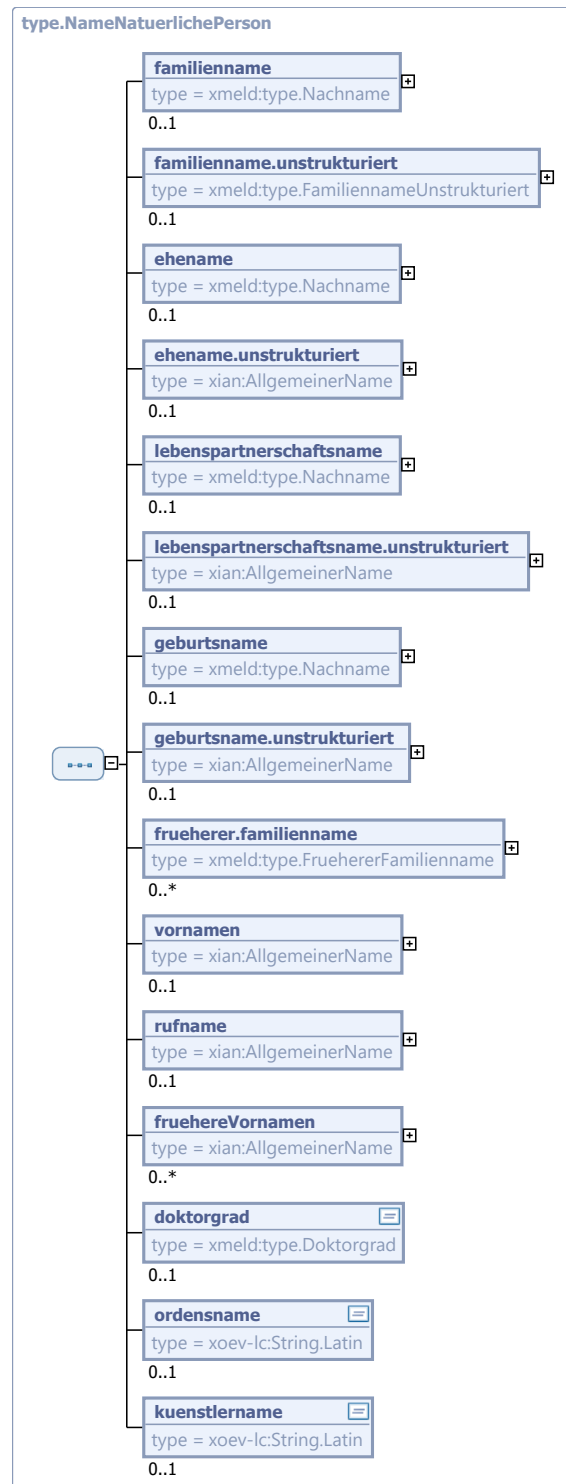 type.NameNatuerlichePerson
familienname
type = xmeld:type.Nachname
0..1
familienname.unstrukturiert
type = xmeld:type.FamiliennameUnstrukturiert
0..1
ehename
type = xmeld:type.Nachname
0..1
ehename.unstrukturiert
type = xian:AllgemeinerName
0..1
lebenspartnerschaftsname
type = xmeld:type.Nachname
0..1
lebenspartnerschaftsname.unstrukturiert
type = xian:AllgemeinerName
0..1
geburtsname
type = xmeld:type.Nachname
0..1
geburtsname.unstrukturiert
type = xian:AllgemeinerName
0..1
frueherer.familienname
type = xmeld:type.FruehererFamilienname
0..*
vornamen
type = xian:AllgemeinerName
0..1
rufname
type = xian:AllgemeinerName
0..1
fruehereVornamen
type = xian:AllgemeinerName
0..*
doktorgrad
type = xmeld:type.Doktorgrad
0..1
ordensname
type = xoev-lc:String.Latin
0..1
kuenstlername
type = xoev-lc:String.Latin
0..1